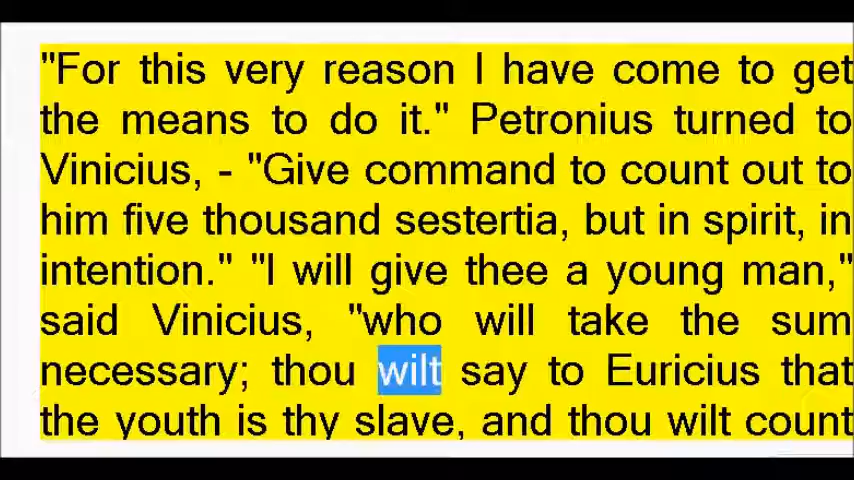 "For this very reason I have come to get
the means to do it." Petronius turned to
Vinicius, - "Give command to count out to
him five thousand sestertia, but in spirit, in
intention." "I will give thee a young man,"
said Vinicius, "who will take the sum
necessary; thou wilt say to Euricius that
the youth is thy slave, and thou wilt count